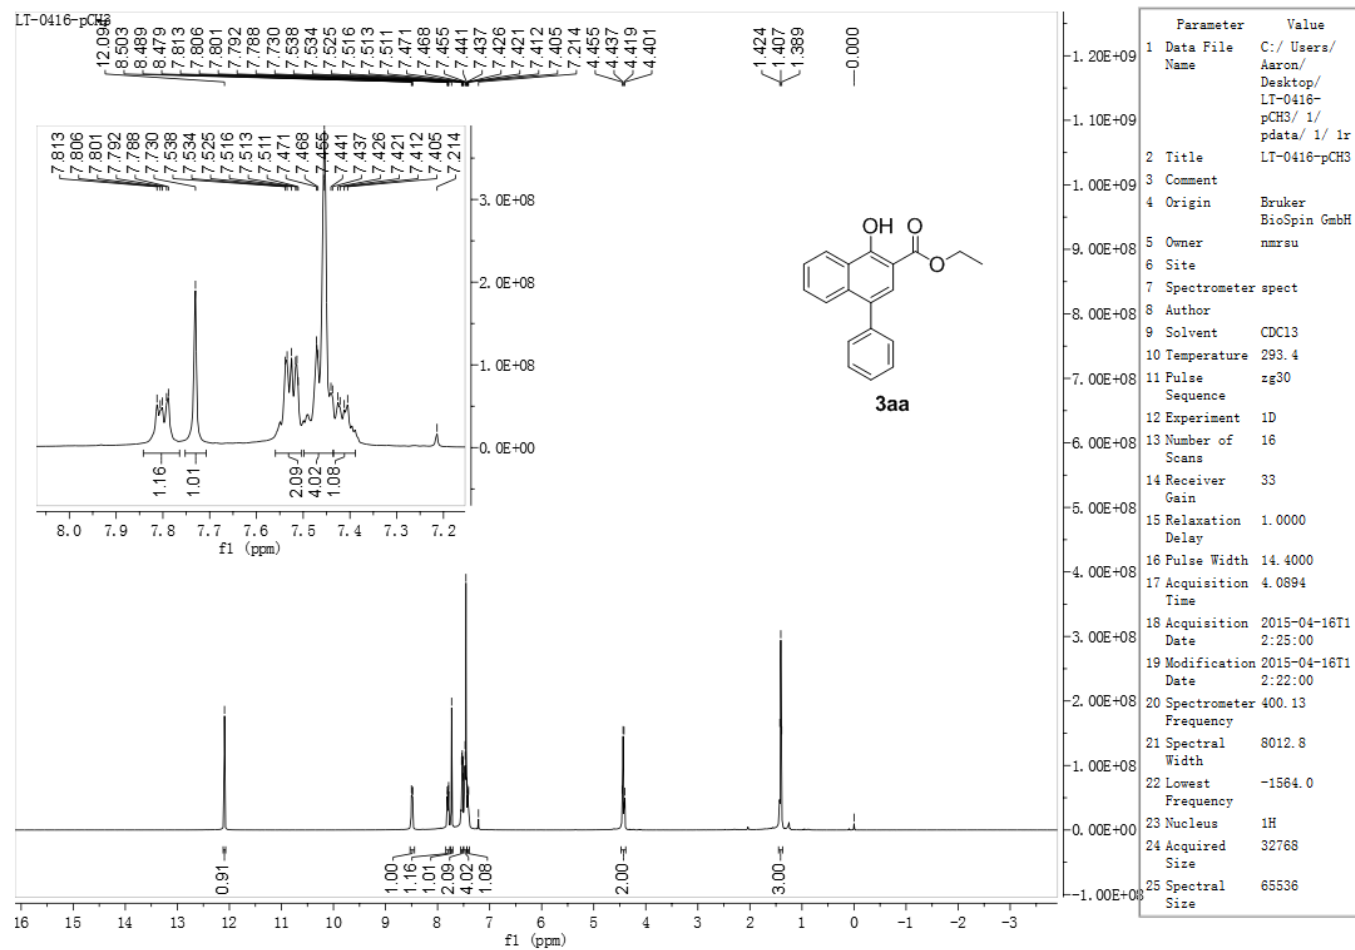 LT-0416-pCH3
12.094
8.503
8.489
8.479
7.813
7.806
7.801
7.792
7.788
7.730
7.538
7.534
7.525
7.516
7.513
7.511
7.471
7.468
7.455
7.441
7.437
7.426
7.421
7.412
7.405
7.214
4.455
4.437
4.419
4.401
1.424
1.407
1.389
-0.000
7.813
7.806
7.801
7.792
7.788
7.730
7.538
7.534
7.525
7.516
7.513
7.511
7.471
7.468
7.455
7.441
7.437
7.426
7.421
7.412
7.405
7.214
3.0E+08
2.0E+08
1.0E+08
0.0E+00
1.16
1.01
2.09
4.02
1.08
8.0 7.9 7.8 7.7 7.6 7.5 7.4 7.3 7.2
f1 (ppm)
OH O
O
3aa
1.20E+09
1.10E+09
1.00E+09
9.00E+08
8.00E+08
7.00E+08
6.00E+08
5.00E+08
4.00E+08
3.00E+08
2.00E+08
1.00E+08
0.00E+00
-1.00E+08
0.91
1.00
1.16
1.01
2.09
4.02
1.08
2.00
3.00
16 15 14 13 12 11 10 9 8 7 6 5 4 3 2 1 0 -1 -2 -3
f1 (ppm)
Parameter Value
1 Data File C:/ Users/
Name Aaron/
Desktop/
LT-0416-
pCH3/ 1/
pdata/ 1/ 1r
2 Title LT-0416-pCH3
3 Comment
4 Origin Bruker
BioSpin GmbH
5 Owner nmrsu
6 Site
7 Spectrometer spect
8 Author
9 Solvent CDCl3
10 Temperature 293.4
11 Pulse zg30
Sequence
12 Experiment 1D
13 Number of 16
Scans
14 Receiver 33
Gain
15 Relaxation 1.0000
Delay
16 Pulse Width 14.4000
17 Acquisition 4.0894
Time
18 Acquisition 2015-04-16T1
Date 2:25:00
19 Modification 2015-04-16T1
Date 2:22:00
20 Spectrometer 400.13
Frequency
21 Spectral 8012.8
Width
22 Lowest -1564.0
Frequency
23 Nucleus 1H
24 Acquired 32768
Size
25 Spectral 65536
Size